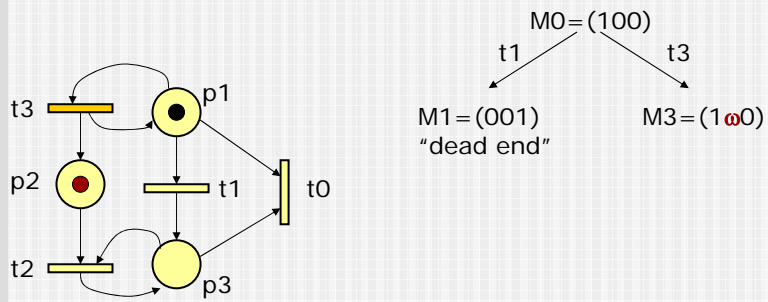 M0=(100)
t1
t3
M1=(001)
"dead end"
M3=(1ω0)
t3
p1
p2
t1
t0
t2
p3